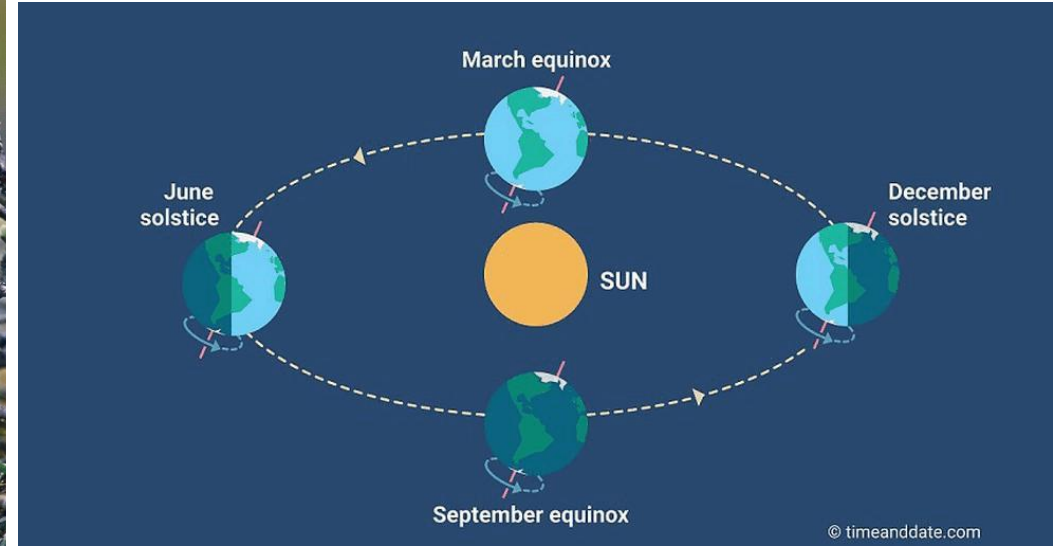 March equinox
June
solstice
December
solstice
SUN
September equinox
© timeanddate.com